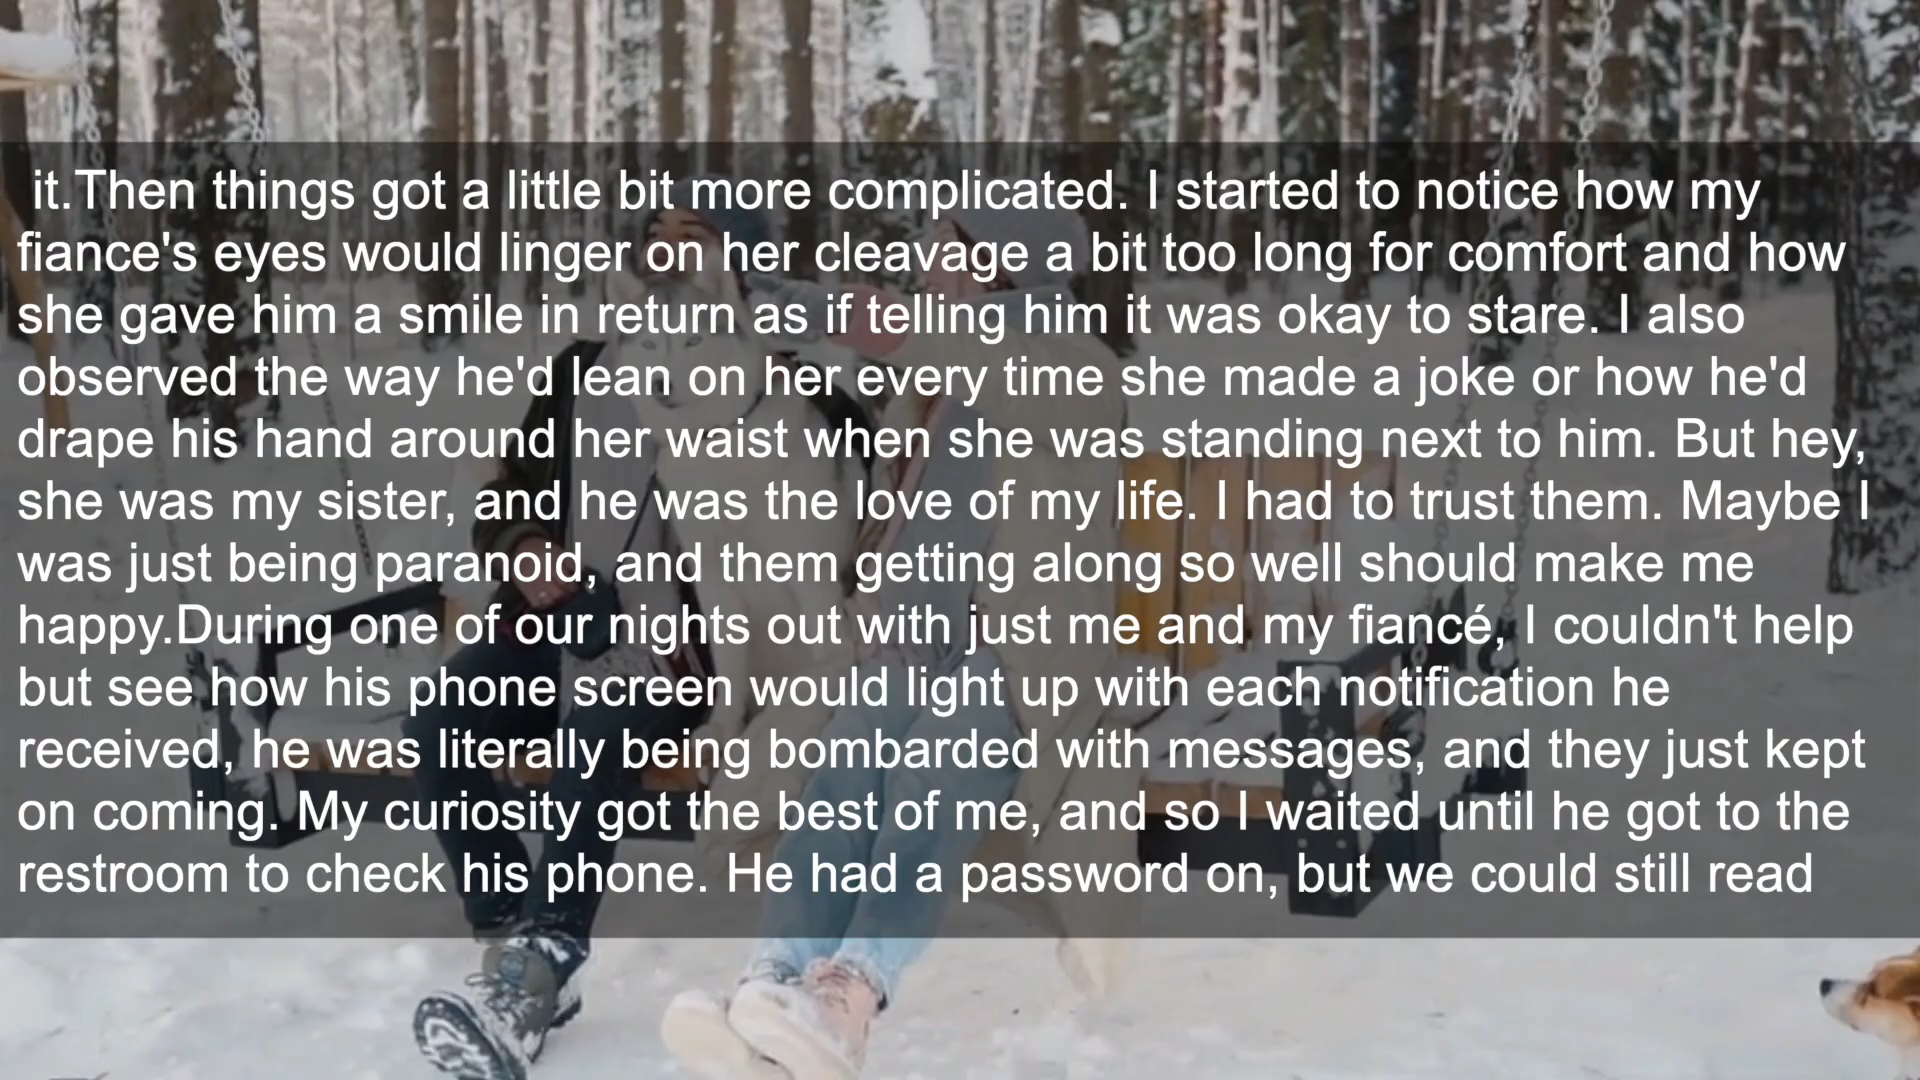 it.Then things got a little bit more complicated. I started to notice how my
fiance's eyes would linger on her cleavage a bit too long for comfort and how
she gave him a smile in return as if telling him it was okay to stare. I also
observed the way he'd lean on her every time she made a joke or how he'd
drape his hand around her waist when she was standing next to him. But hey,
she was my sister, and he was the love of my life. I had to trust them. Maybe I
was just being paranoid, and them getting along so well should make me
happy.During one of our nights out with just me and my fiancé, I couldn't help
but see how his phone screen would light up with each notification he
received, he was literally being bombarded with messages, and they just kept
on coming. My curiosity got the best of me, and so I waited until he got to the
restroom to check his phone. He had a password on, but we could still read